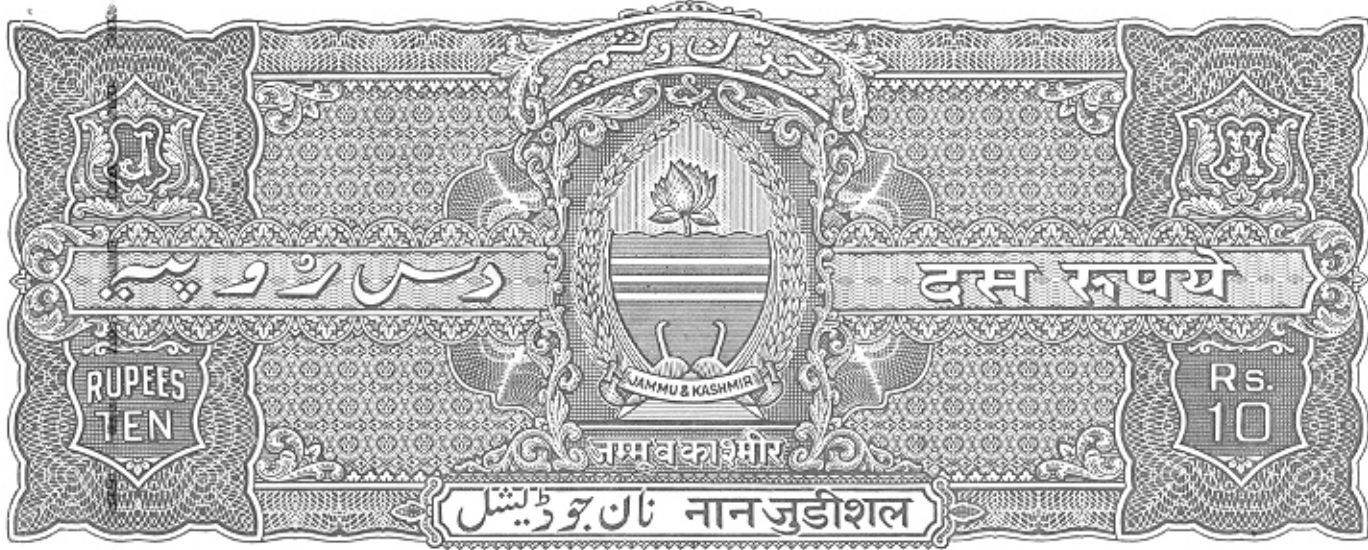 جموں و کشمیر
J K
دس روپیہ दस रूपये
RUPEES TEN
Rs. 10
JAMMU & KASHMIR
जम्मु व काश्मीर
نان جوڈیشل नान जुडीशल